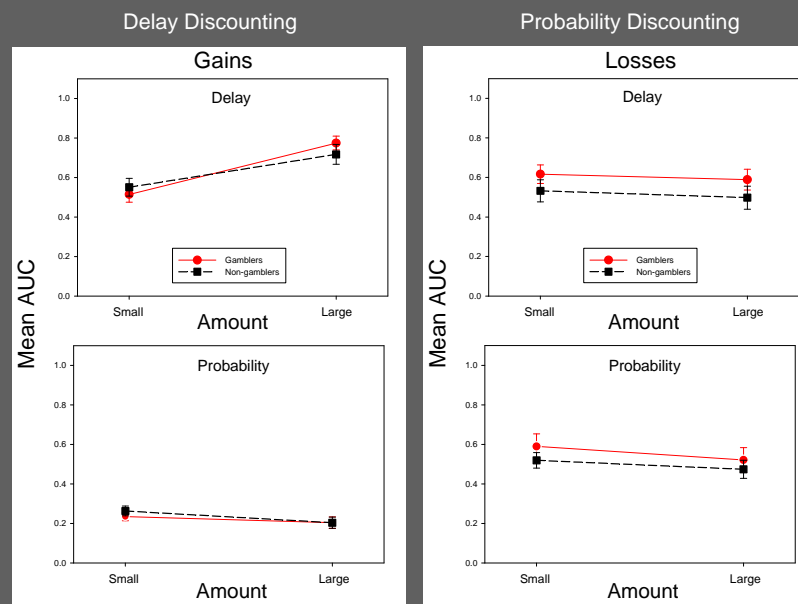 Delay Discounting
Probability Discounting
Gains
Delay
1.0
0.8
0.6
0.4
0.2
0.0
Gamblers
Non-gamblers
Small
Large
Amount
Mean AUC
Probability
1.0
0.8
0.6
0.4
0.2
0.0
Small
Large
Amount
Losses
Delay
1.0
0.8
0.6
0.4
0.2
0.0
Gamblers
Non-gamblers
Small
Large
Amount
Mean AUC
Probability
1.0
0.8
0.6
0.4
0.2
0.0
Small
Large
Amount